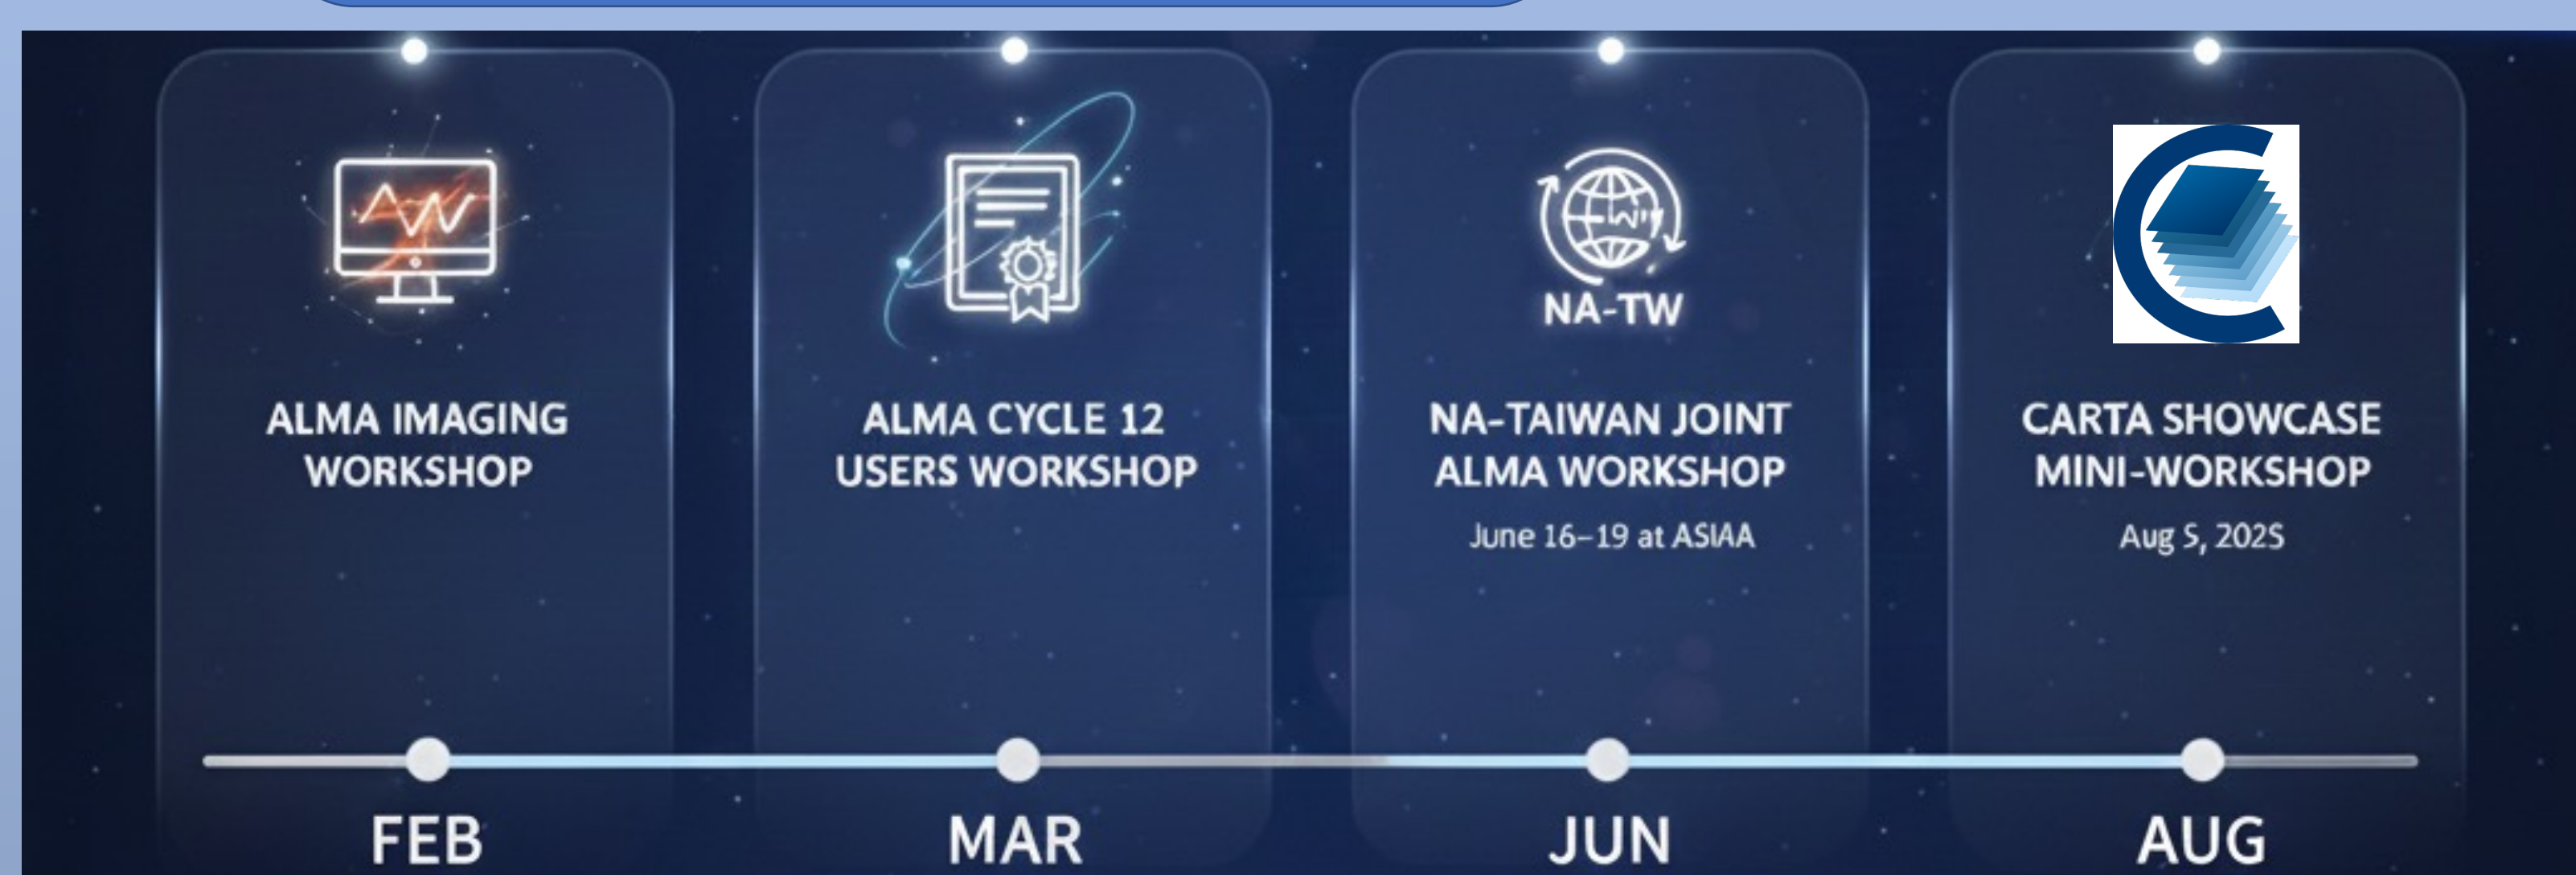 NA-TW
ALMA IMAGING
WORKSHOP
ALMA CYCLE 12
USERS WORKSHOP
NA-TAIWAN JOINT
ALMA WORKSHOP
June 16-19 at ASIAA
CARTA SHOWCASE
MINI-WORKSHOP
Aug 5, 2025
FEB
MAR
JUN
AUG